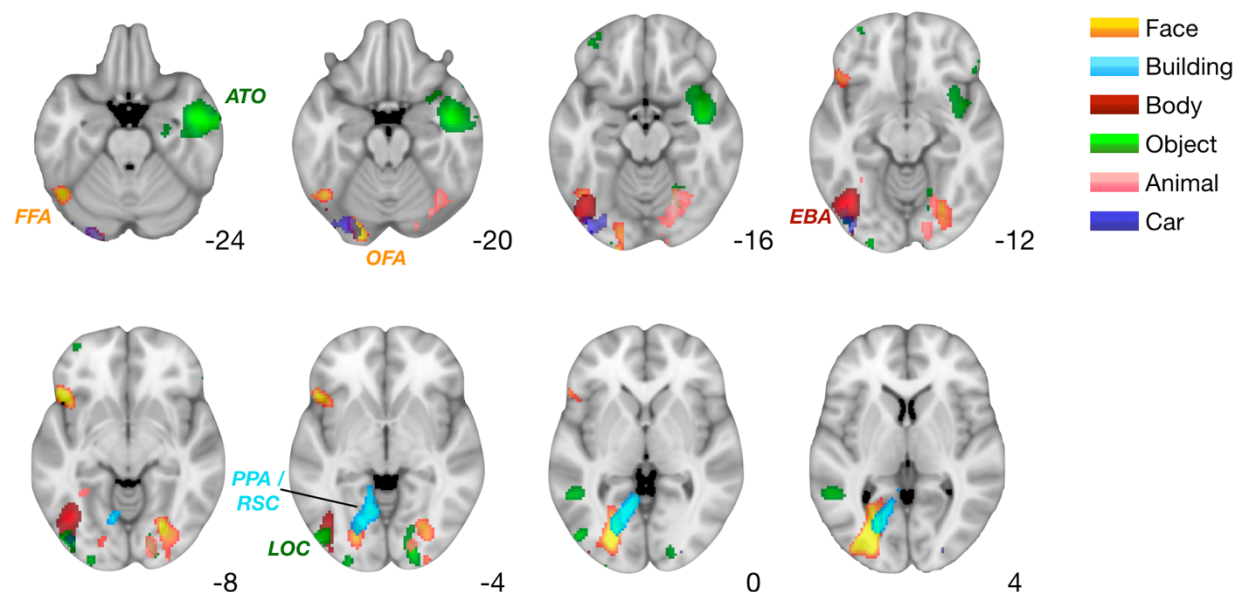 ATO
FFA
-24
OFA
-20
-16
EBA
-12
Face
Building
Body
Object
Animal
Car
-8
PPA /
RSC
LOC
-4
0
4